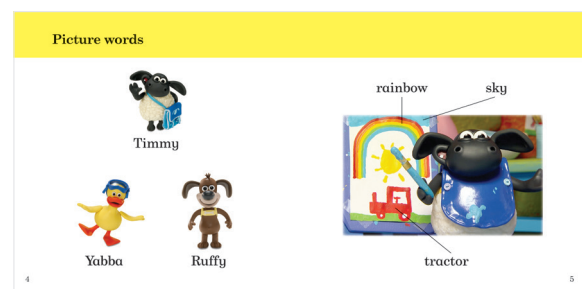 Picture words
Timmy
Yabba
Ruffy
4
rainbow
sky
tractor
5